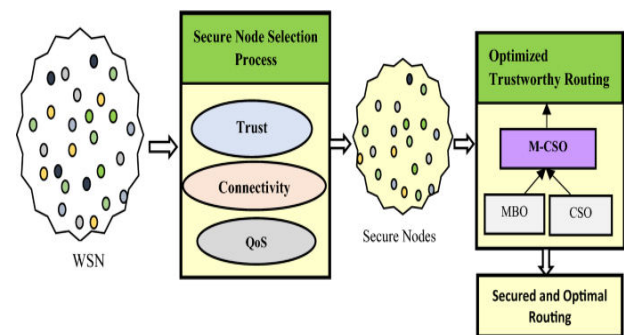 WSN
Secure Node Selection
Process
Trust
Connectivity
QoS
Secure Nodes
Optimized
Trustworthy Routing
M-CSO
MBO
CSO
Secured and Optimal
Routing